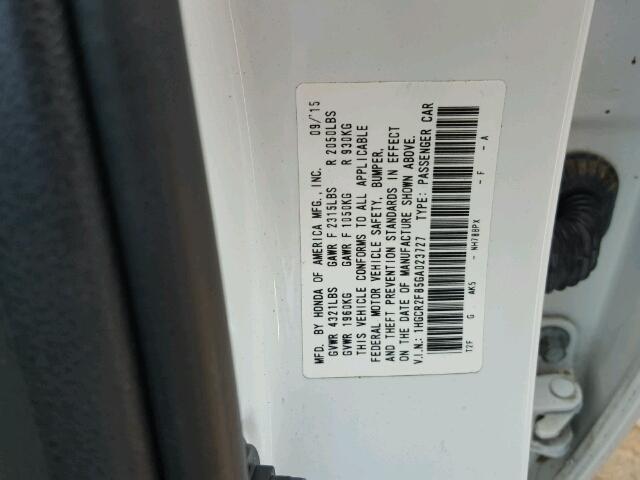 MFD. BY HONDA OF AMERICA MFG., INC. 09/'15
GVWR 4321LBS GAWR F 2315LBS R 2050LBS
GVWR 1960KG GAWR F 1050KG R 930KG
THIS VEHICLE CONFORMS TO ALL APPLICABLE
FEDERAL MOTOR VEHICLE SAFETY, BUMPER,
AND THEFT PREVENTION STANDARDS IN EFFECT
ON THE DATE OF MANUFACTURE SHOWN ABOVE.
V.I.N.: 1HGCR2F85GA023727 TYPE: PASSENGER CAR
T2F G AK5 - NH788PX - F - A